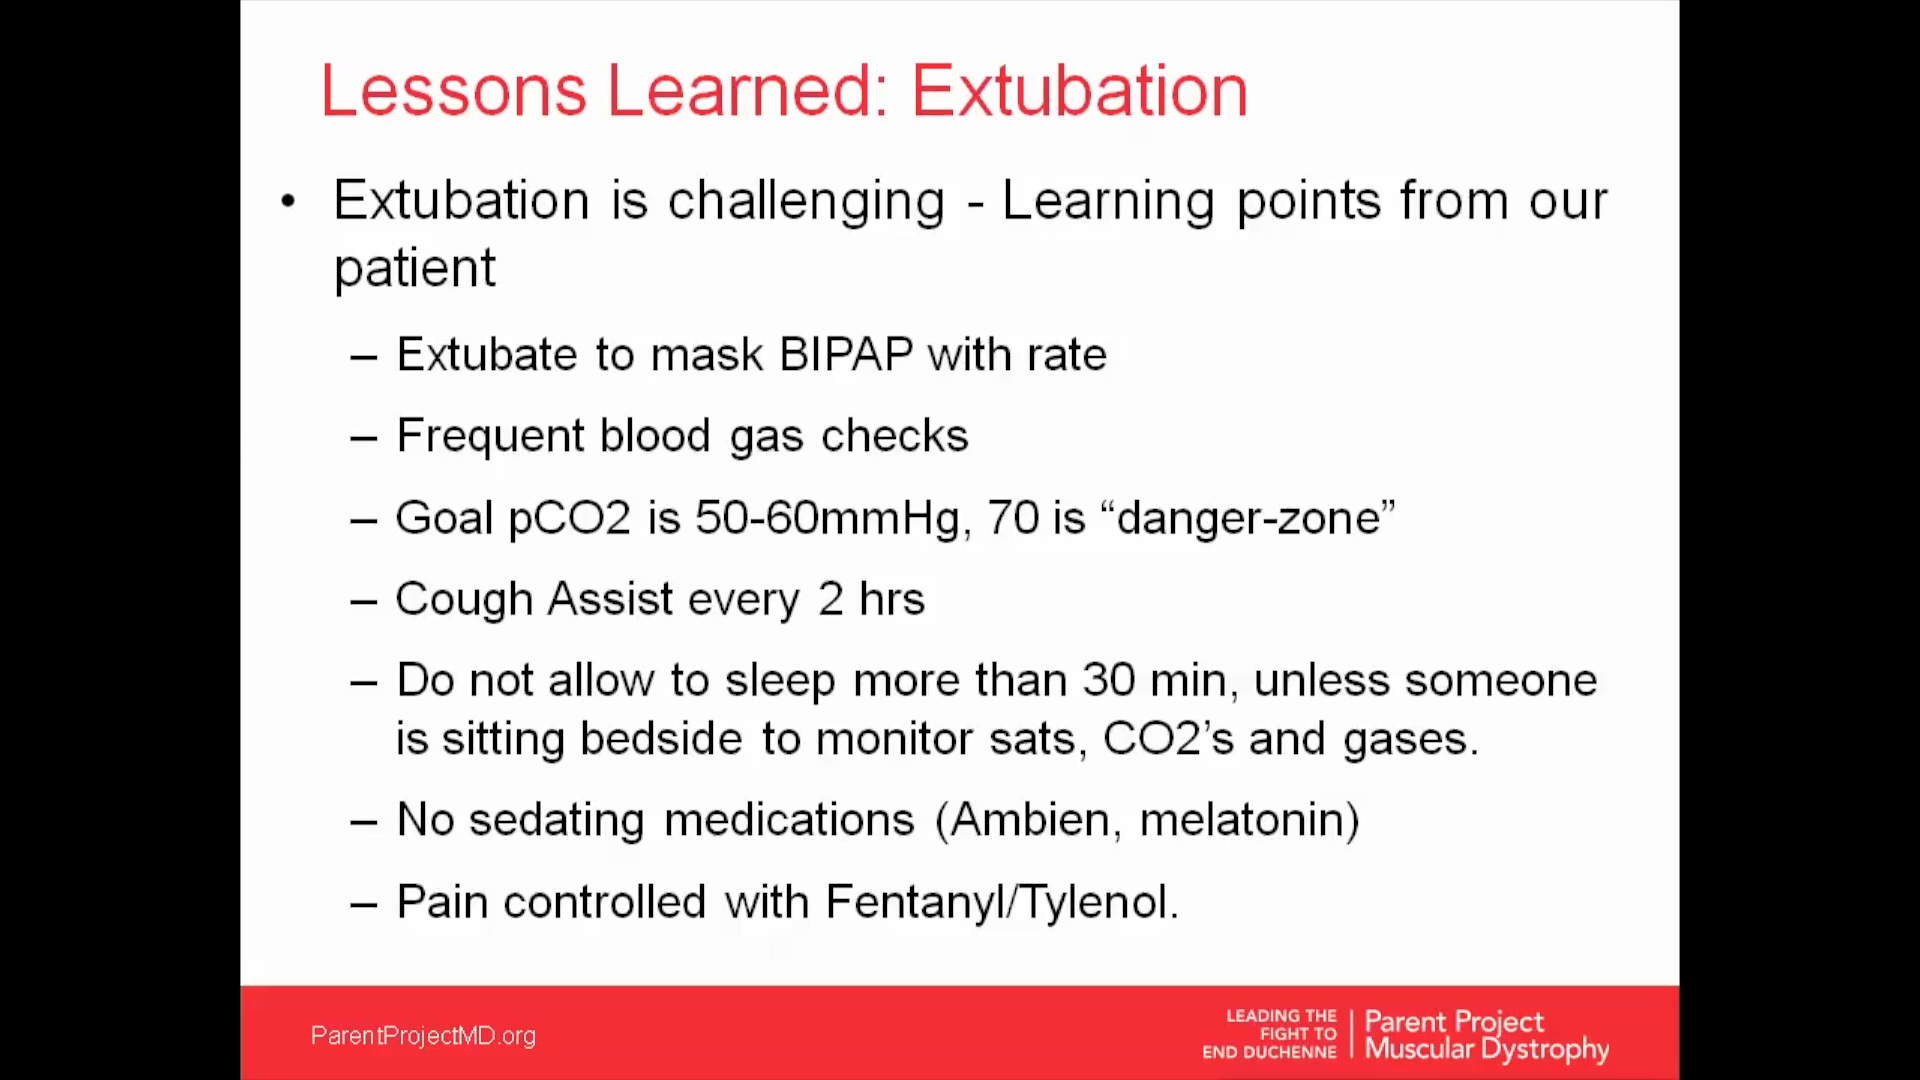 Lessons Learned: Extubation
• Extubation is challenging - Learning points from our
patient
– Extubate to mask BIPAP with rate
– Frequent blood gas checks
– Goal pCO2 is 50-60mmHg, 70 is “danger-zone”
– Cough Assist every 2 hrs
– Do not allow to sleep more than 30 min, unless someone
is sitting bedside to monitor sats, CO2’s and gases.
– No sedating medications (Ambien, melatonin)
– Pain controlled with Fentanyl/Tylenol.
ParentProjectMD.org
LEADING THE
FIGHT TO
END DUCHENNE
Parent Project
Muscular Dystrophy